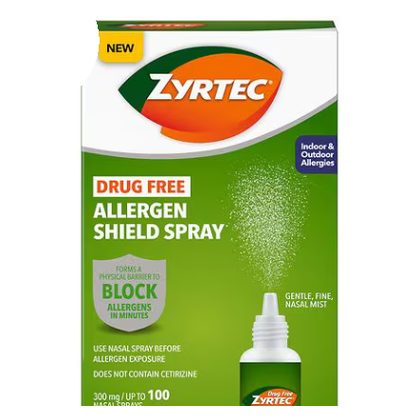 NEW
ZYRTEC®
Indoor &
Outdoor
Allergies
DRUG FREE
ALLERGEN
SHIELD SPRAY
FORMS A
PHYSICAL BARRIER TO
BLOCK
ALLERGENS
IN MINUTES
GENTLE, FINE,
NASAL MIST
USE NASAL SPRAY BEFORE
ALLERGEN EXPOSURE
DOES NOT CONTAIN CETIRIZINE
300 mg / UP TO 100
NASAL SPRAYS
Drug Free
ZYRTEC